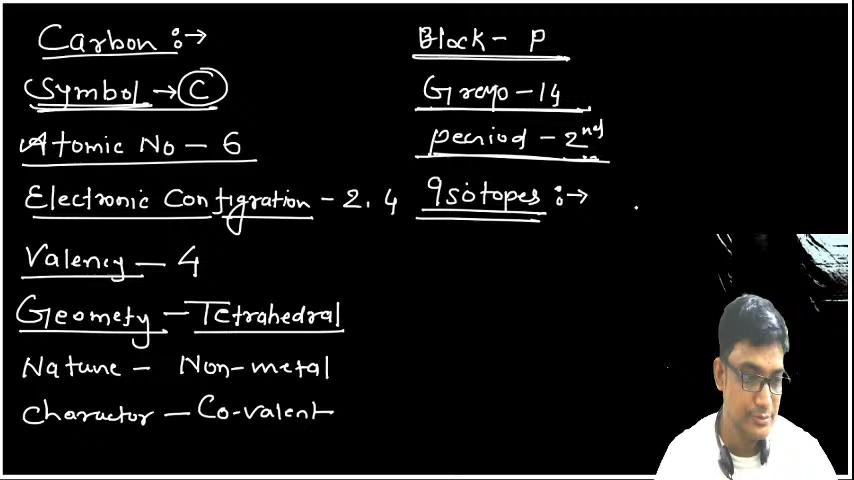 Carbon :→
Symbol → C
Atomic No - 6
Electronic Configration - 2, 4
Valency - 4
Geomety - Tetrahedral
Nature - Non-metal
Charactor - Co-valent
Block - P
Group - 14
period - 2nd
Isotopes :→